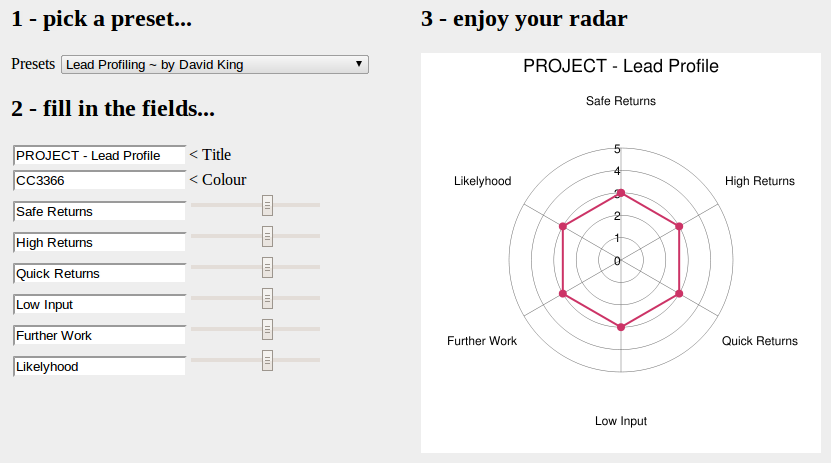 1 - pick a preset...
Presets Lead Profiling ~ by David King
2 - fill in the fields...
PROJECT - Lead Profile < Title
CC3366 < Colour
Safe Returns
High Returns
Quick Returns
Low Input
Further Work
Likelyhood
3 - enjoy your radar
PROJECT - Lead Profile
Safe Returns
5
Likelyhood
4
High Returns
3
2
1
0
Further Work
Quick Returns
Low Input